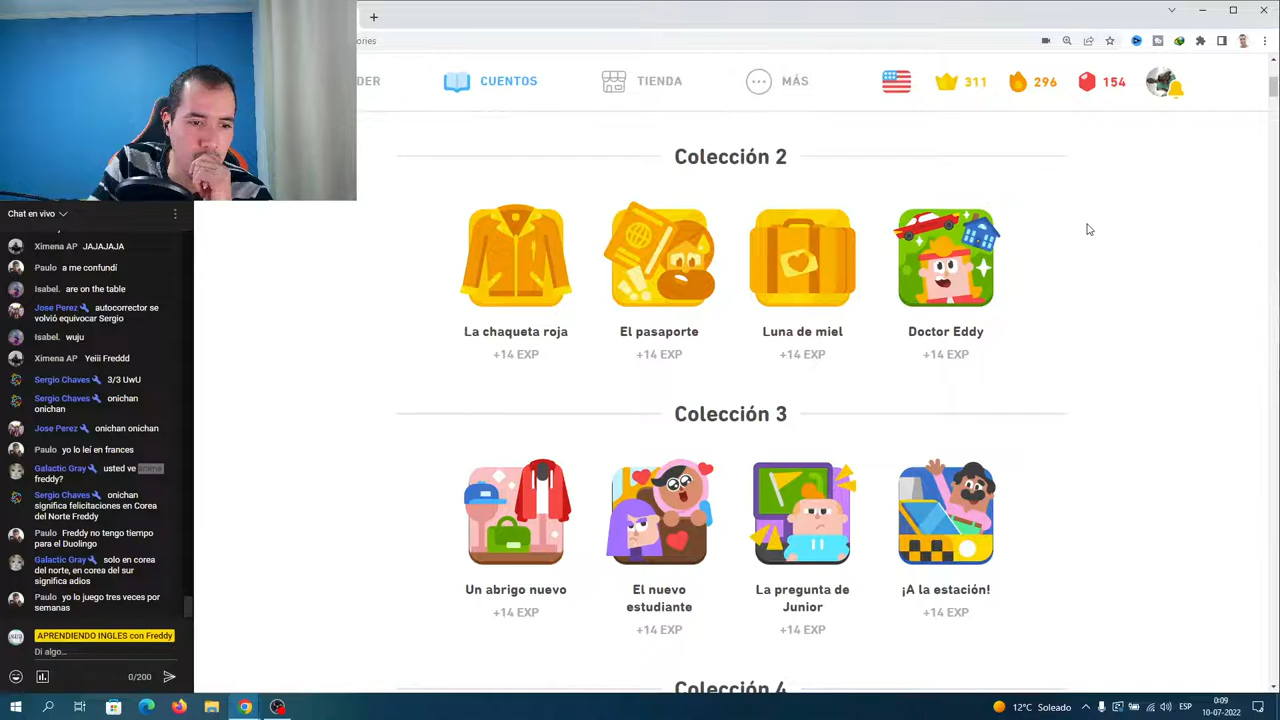 ories
DER
CUENTOS
TIENDA
MÁS
311
296
154
Colección 2
La chaqueta roja
El pasaporte
Luna de miel
Doctor Eddy
+14 EXP
+14 EXP
+14 EXP
+14 EXP
Colección 3
Un abrigo nuevo
El nuevo
estudiante
La pregunta de
Junior
¡A la estación!
+14 EXP
+14 EXP
+14 EXP
+14 EXP
Colección 4
Chat en vivo
Ximena AP JAJAJAJA
Paulo a me confundí
Isabel. are on the table
Jose Perez autocorrector se
volvió equivocar Sergio
Isabel. wuju
Ximena AP Yeiii Freddd
Sergio Chaves 3/3 UwU
Sergio Chaves onichan
onichan
Jose Perez onichan onichan
Paulo yo lo leí en frances
Galactic Gray usted ve anime
freddy?
Sergio Chaves onichan
significa felicitaciones en Corea
del Norte Freddy
Paulo Freddy no tengo tiempo
para el Duolingo
Galactic Gray solo en corea
del norte, en corea del sur
significa adios
Paulo yo lo juego tres veces por
semanas
APRENDIENDO INGLES con Freddy
Di algo...
0/200
12°C Soleado
ESP
0:09
10-07-2022